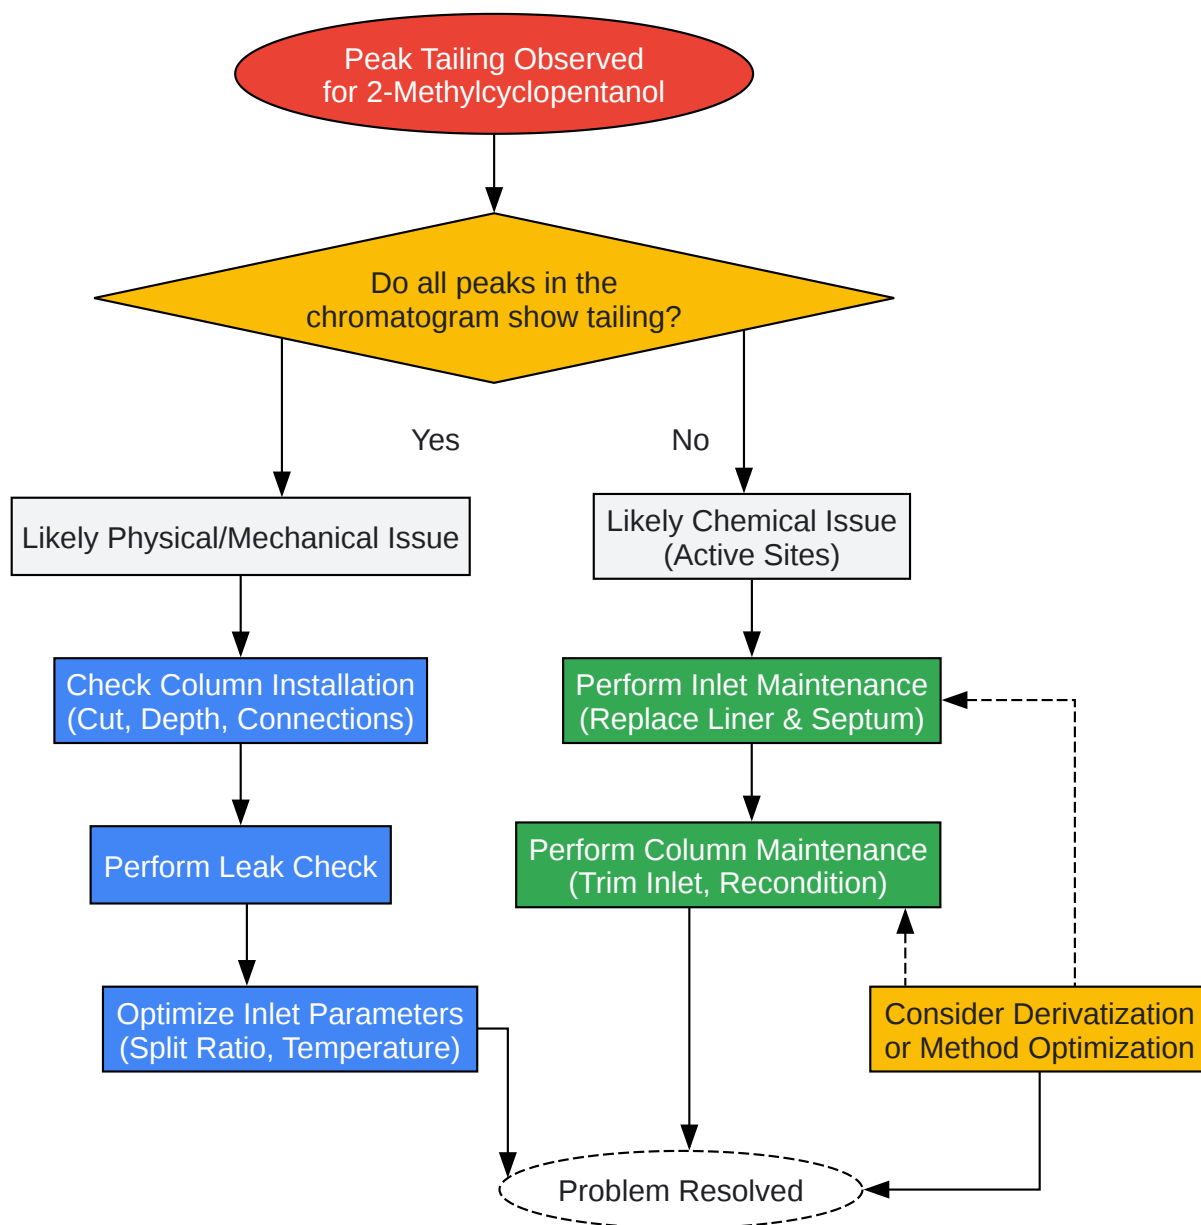 Peak Tailing Observed
for 2-Methylcyclopentanol
Do all peaks in the
chromatogram show tailing?
Yes
No
Likely Physical/Mechanical Issue
Likely Chemical Issue
(Active Sites)
Check Column Installation
(Cut, Depth, Connections)
Perform Inlet Maintenance
(Replace Liner & Septum)
Perform Leak Check
Perform Column Maintenance
(Trim Inlet, Recondition)
Optimize Inlet Parameters
(Split Ratio, Temperature)
Consider Derivatization
or Method Optimization
Problem Resolved